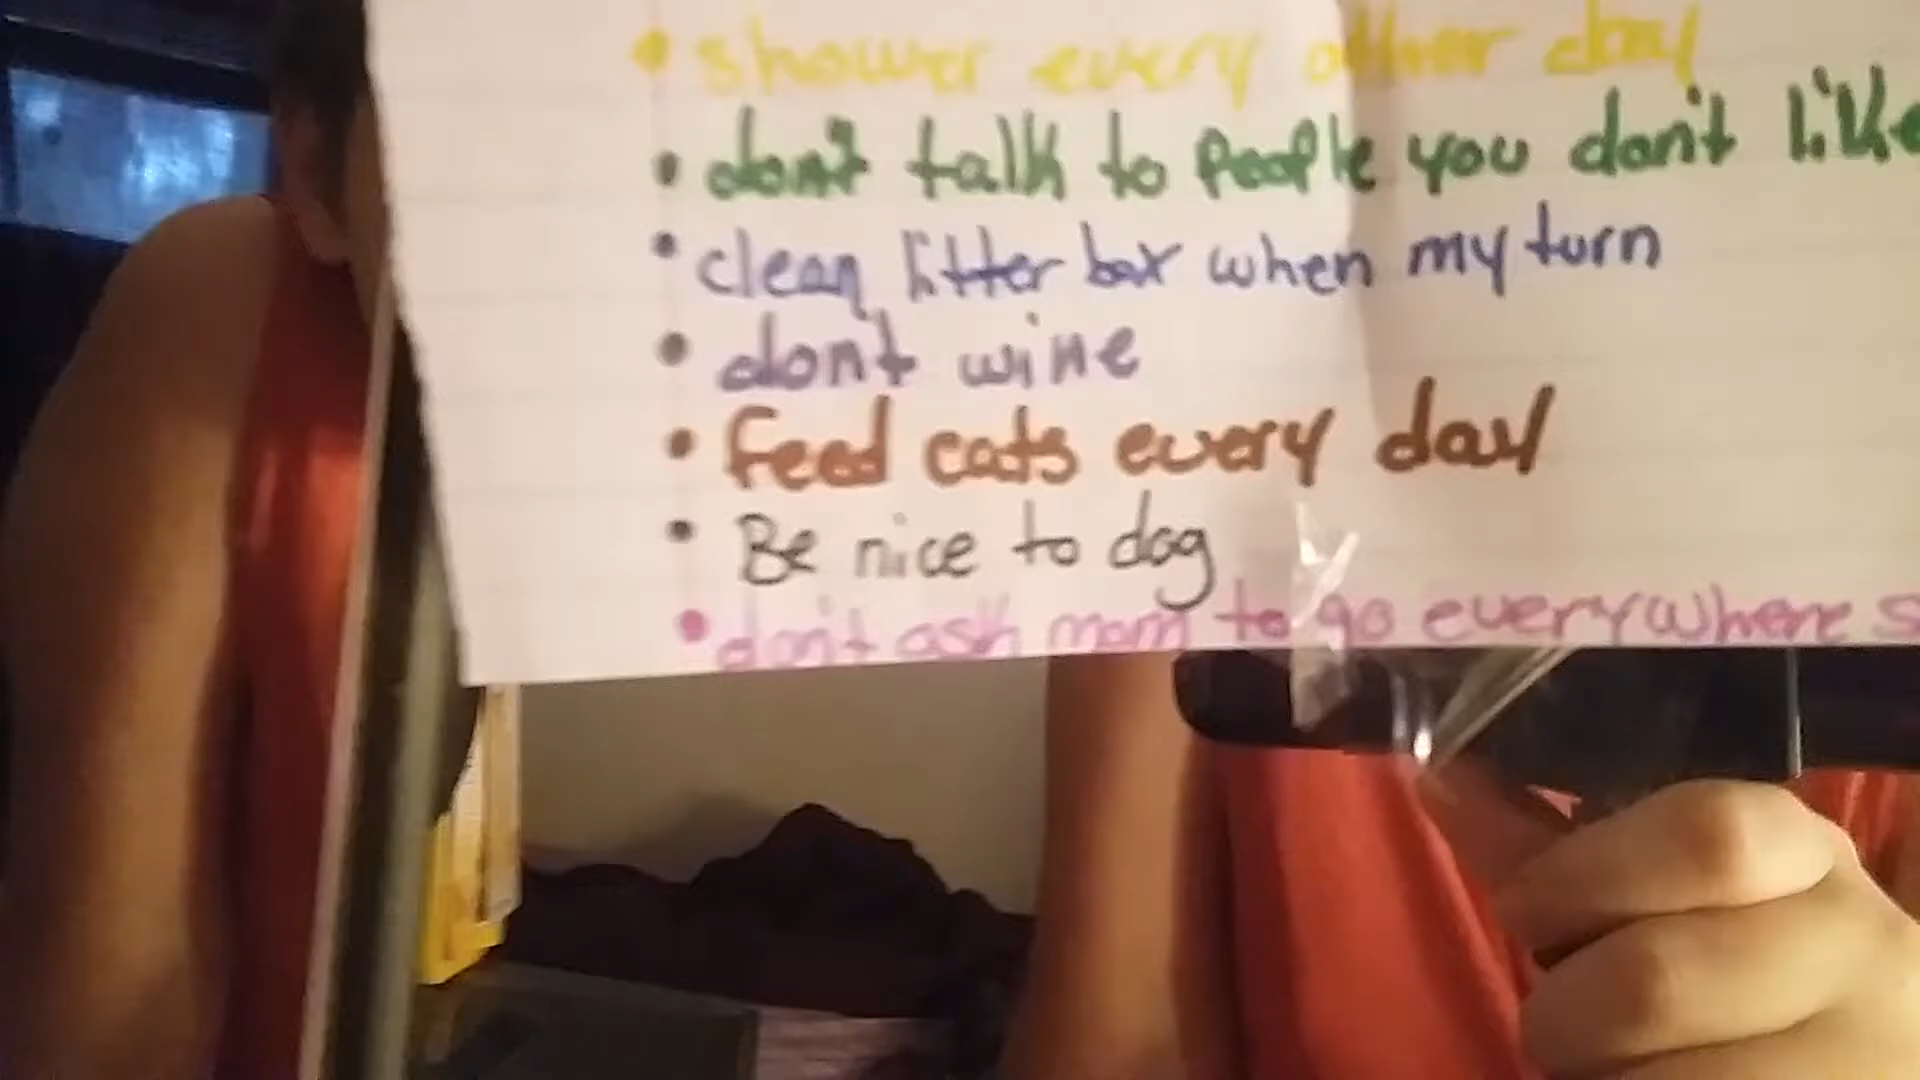 • shower every other day
• don't talk to people you don't like
• clean litter box when my turn
• dont wine
• feed cats every day
• Be nice to dog
• don't ask mom to go everywhere